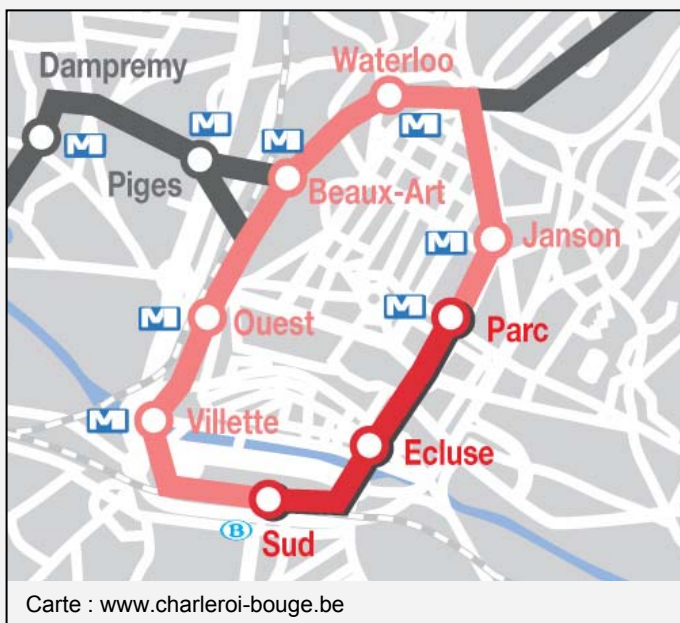 Waterloo
Dampremy
M
M
M
M
Piges
Beaux-Art
M
Janson
M
M
Ouest
Parc
M
Villette
Ecluse
B
Sud
Carte : www.charleroi-bouge.be